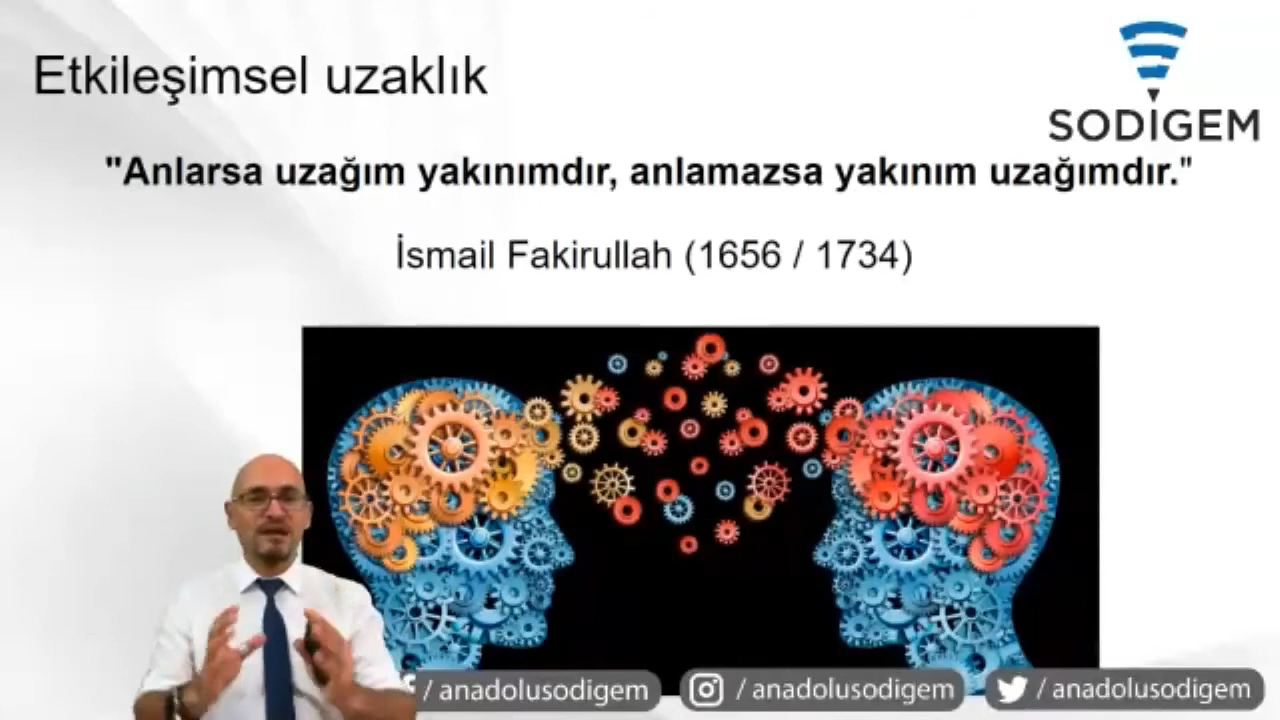 Etkileşimsel uzaklık
SODİGEM
"Anlarsa uzağım yakınımdır, anlamazsa yakınım uzağımdır."
İsmail Fakirullah (1656 / 1734)
/ anadolusodigem
/ anadolusodigem
/ anadolusodigem